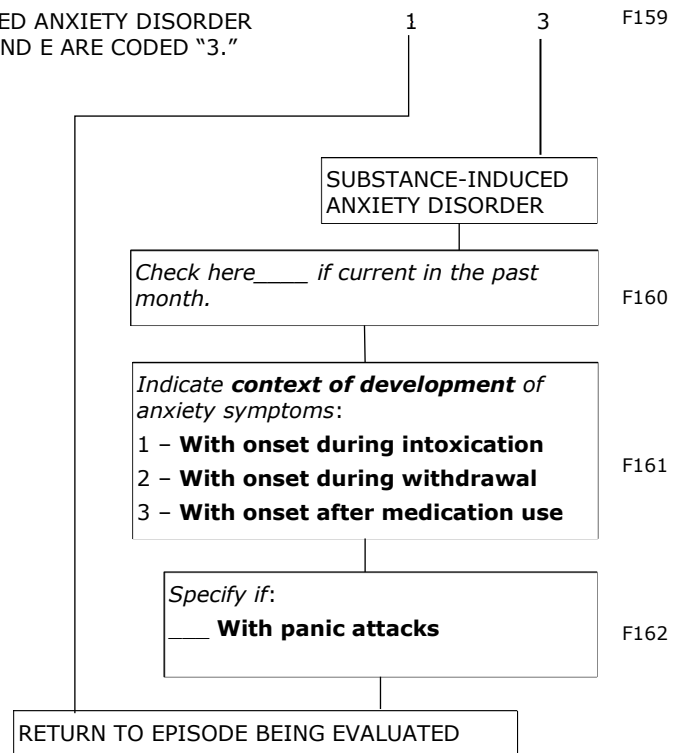 ED ANXIETY DISORDER 1 3 F159
ND E ARE CODED “3.”
SUBSTANCE-INDUCED
ANXIETY DISORDER
Check here____ if current in the past
month. F160
Indicate context of development of
anxiety symptoms:
1 – With onset during intoxication
2 – With onset during withdrawal F161
3 – With onset after medication use
Specify if:
___ With panic attacks F162
RETURN TO EPISODE BEING EVALUATED